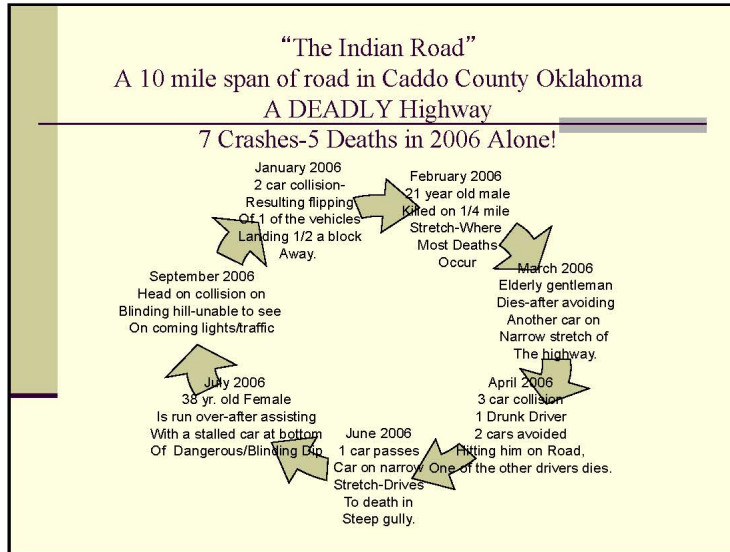 “The Indian Road”
A 10 mile span of road in Caddo County Oklahoma
A DEADLY Highway
7 Crashes-5 Deaths in 2006 Alone!
January 2006
2 car collision-
Resulting flipping
Of 1 of the vehicles
Landing 1/2 a block
Away.
February 2006
21 year old male
Killed on 1/4 mile
Stretch-Where
Most Deaths
Occur
March 2006
Elderly gentleman
Dies-after avoiding
Another car on
Narrow stretch of
The highway.
April 2006
3 car collision
1 Drunk Driver
2 cars avoided
Hitting him on Road,
One of the other drivers dies.
June 2006
1 car passes
Car on narrow
Stretch-Drives
To death in
Steep gully.
July 2006
38 yr. old Female
Is run over-after assisting
With a stalled car at bottom
Of Dangerous/Blinding Dip
September 2006
Head on collision on
Blinding hill-unable to see
On coming lights/traffic